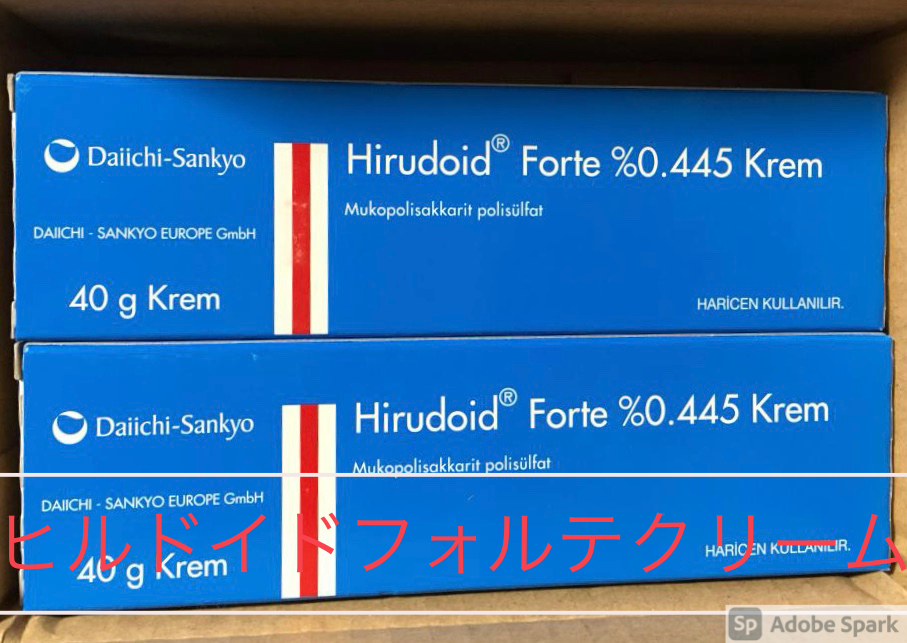 Daiichi-Sankyo
DAIICHI - SANKYO EUROPE GmbH
40 g Krem
Hirudoid® Forte %0.445 Krem
Mukopolisakkarit polisülfat
HARİCEN KULLANILIR.
Daiichi-Sankyo
DAIICHI - SANKYO EUROPE GmbH
40 g Krem
Hirudoid® Forte %0.445 Krem
Mukopolisakkarit polisülfat
HARİCEN KULLANILIR.
ヒルドイドフォルテクリーム
Sp Adobe Spark